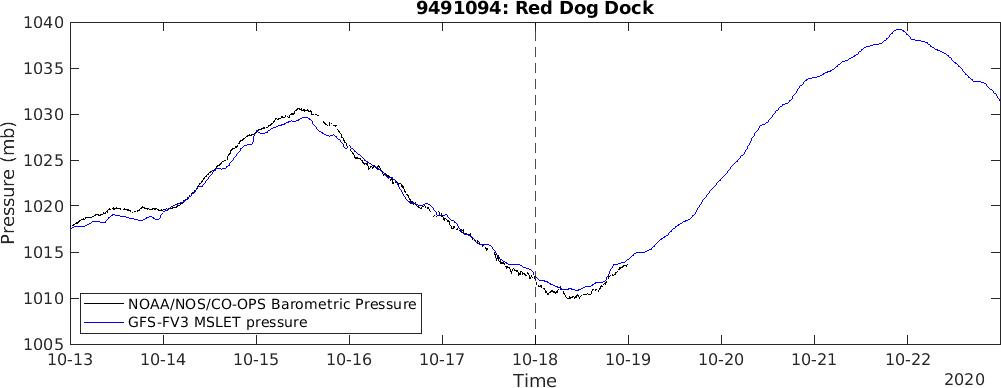 9491094: Red Dog Dock
Pressure (mb)
1040
1035
1030
1025
1020
1015
1010
1005
NOAA/NOS/CO-OPS Barometric Pressure
GFS-FV3 MSLET pressure
10-13 10-14 10-15 10-16 10-17 10-18 10-19 10-20 10-21 10-22
Time
2020